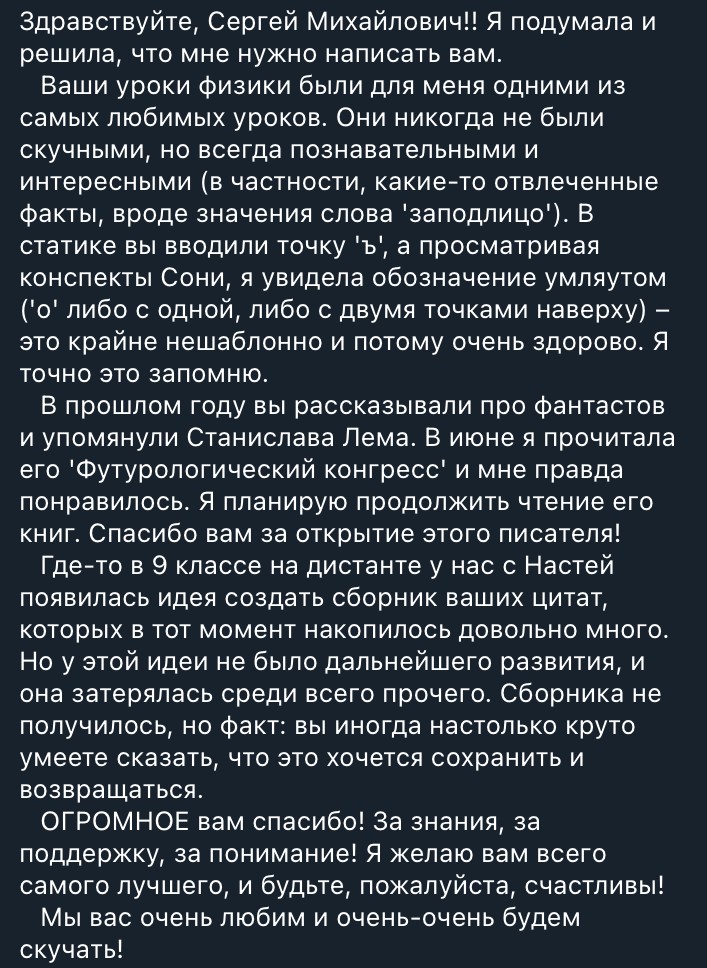 Здравствуйте, Сергей Михайлович!! Я подумала и
решила, что мне нужно написать вам.
Ваши уроки физики были для меня одними из
самых любимых уроков. Они никогда не были
скучными, но всегда познавательными и
интересными (в частности, какие-то отвлеченные
факты, вроде значения слова 'заподлицо'). В
статике вы вводили точку 'ъ', а просматривая
конспекты Сони, я увидела обозначение умляутом
('о' либо с одной, либо с двумя точками наверху) –
это крайне нешаблонно и потому очень здорово. Я
точно это запомню.
В прошлом году вы рассказывали про фантастов
и упомянули Станислава Лема. В июне я прочитала
его 'Футурологический конгресс' и мне правда
понравилось. Я планирую продолжить чтение его
книг. Спасибо вам за открытие этого писателя!
Где-то в 9 классе на дистанте у нас с Настей
появилась идея создать сборник ваших цитат,
которых в тот момент накопилось довольно много.
Но у этой идеи не было дальнейшего развития, и
она затерялась среди всего прочего. Сборника не
получилось, но факт: вы иногда настолько круто
умеете сказать, что это хочется сохранить и
возвращаться.
ОГРОМНОЕ вам спасибо! За знания, за
поддержку, за понимание! Я желаю вам всего
самого лучшего, и будьте, пожалуйста, счастливы!
Мы вас очень любим и очень-очень будем
скучать!